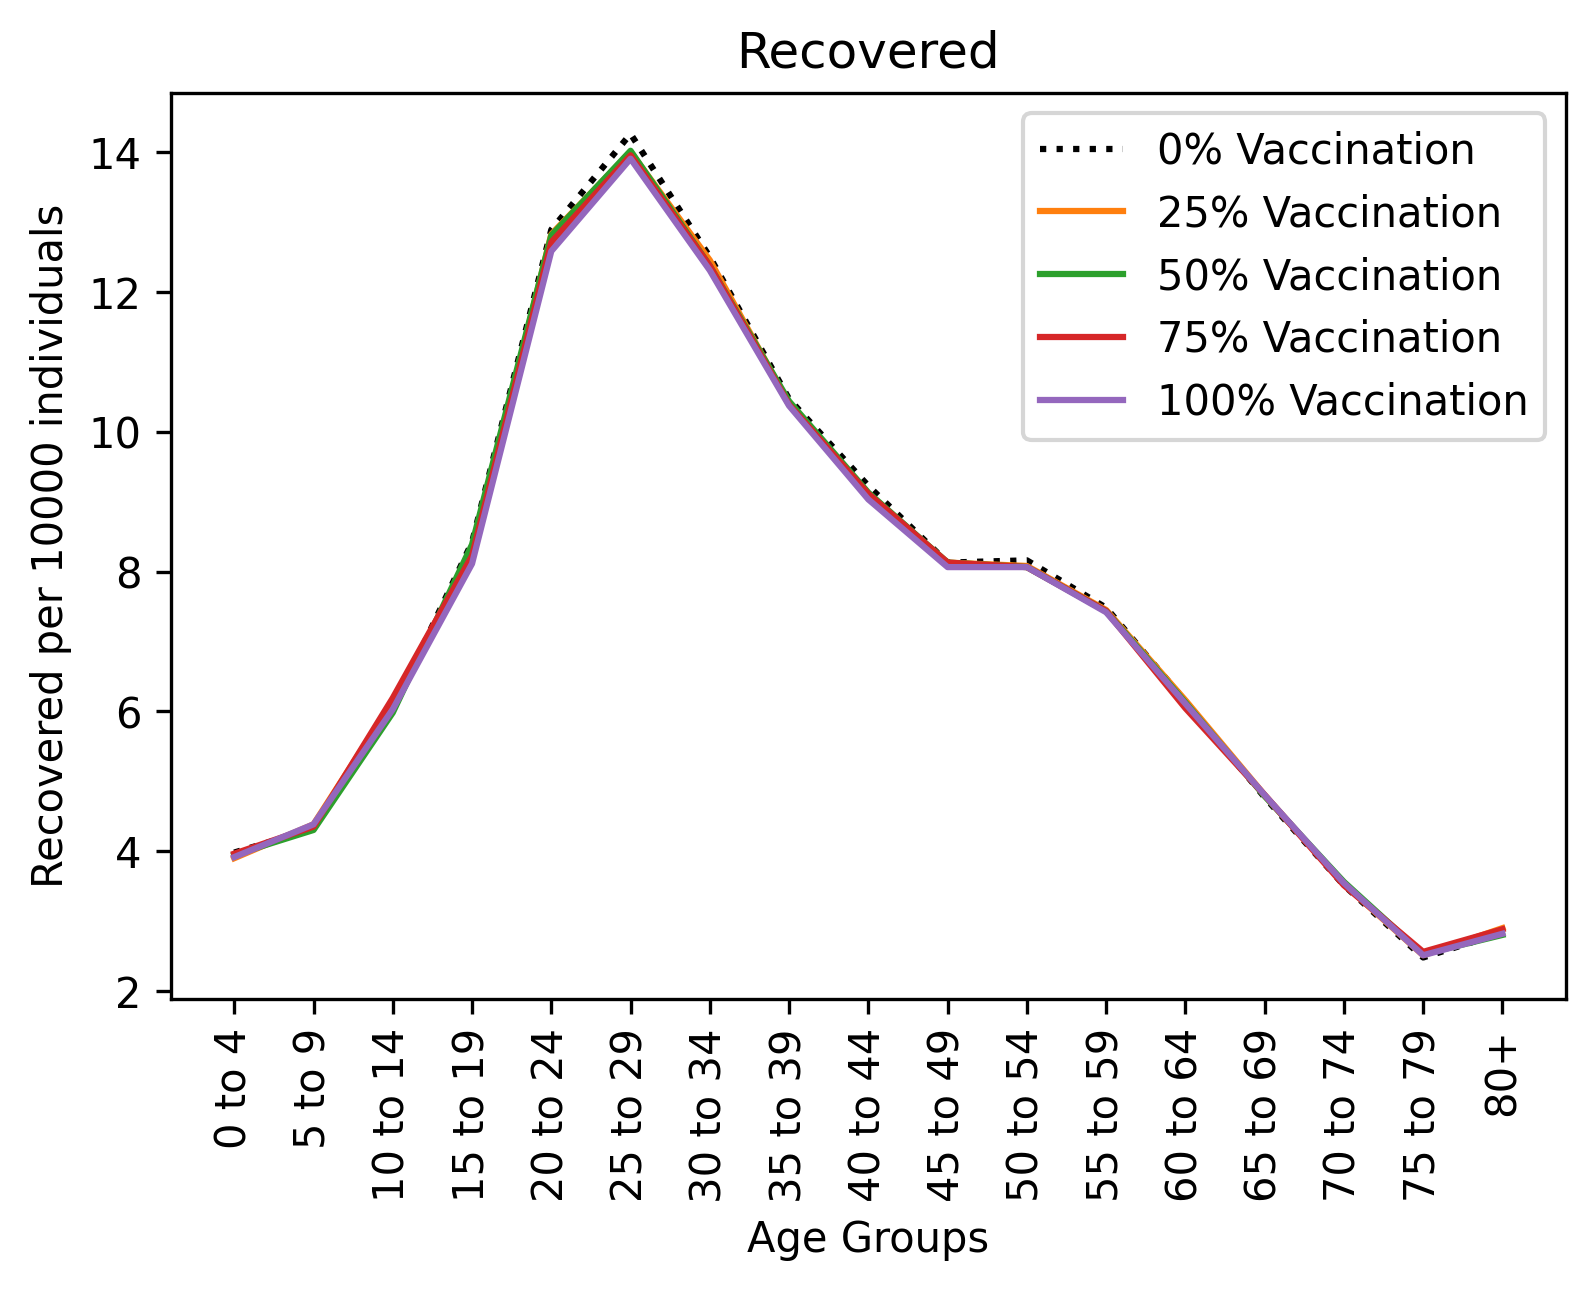 Recovered
Recovered per 10000 individuals
14
12
10
8
6
4
2
0% Vaccination
25% Vaccination
50% Vaccination
75% Vaccination
100% Vaccination
0 to 4
5 to 9
10 to 14
15 to 19
20 to 24
25 to 29
30 to 34
35 to 39
40 to 44
45 to 49
50 to 54
55 to 59
60 to 64
65 to 69
70 to 74
75 to 79
80+
Age Groups